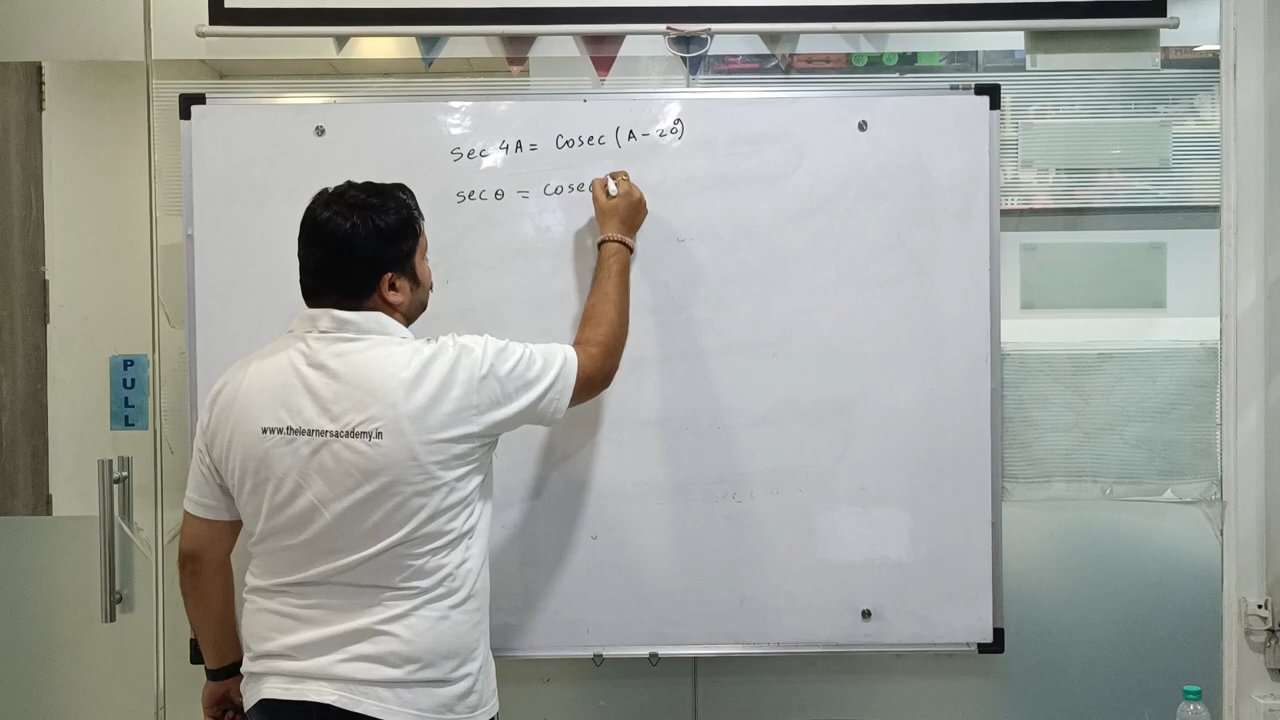 sec 4A = cosec (A - 20°)
sec θ = cosec
PULL
www.thelearnersacademy.in